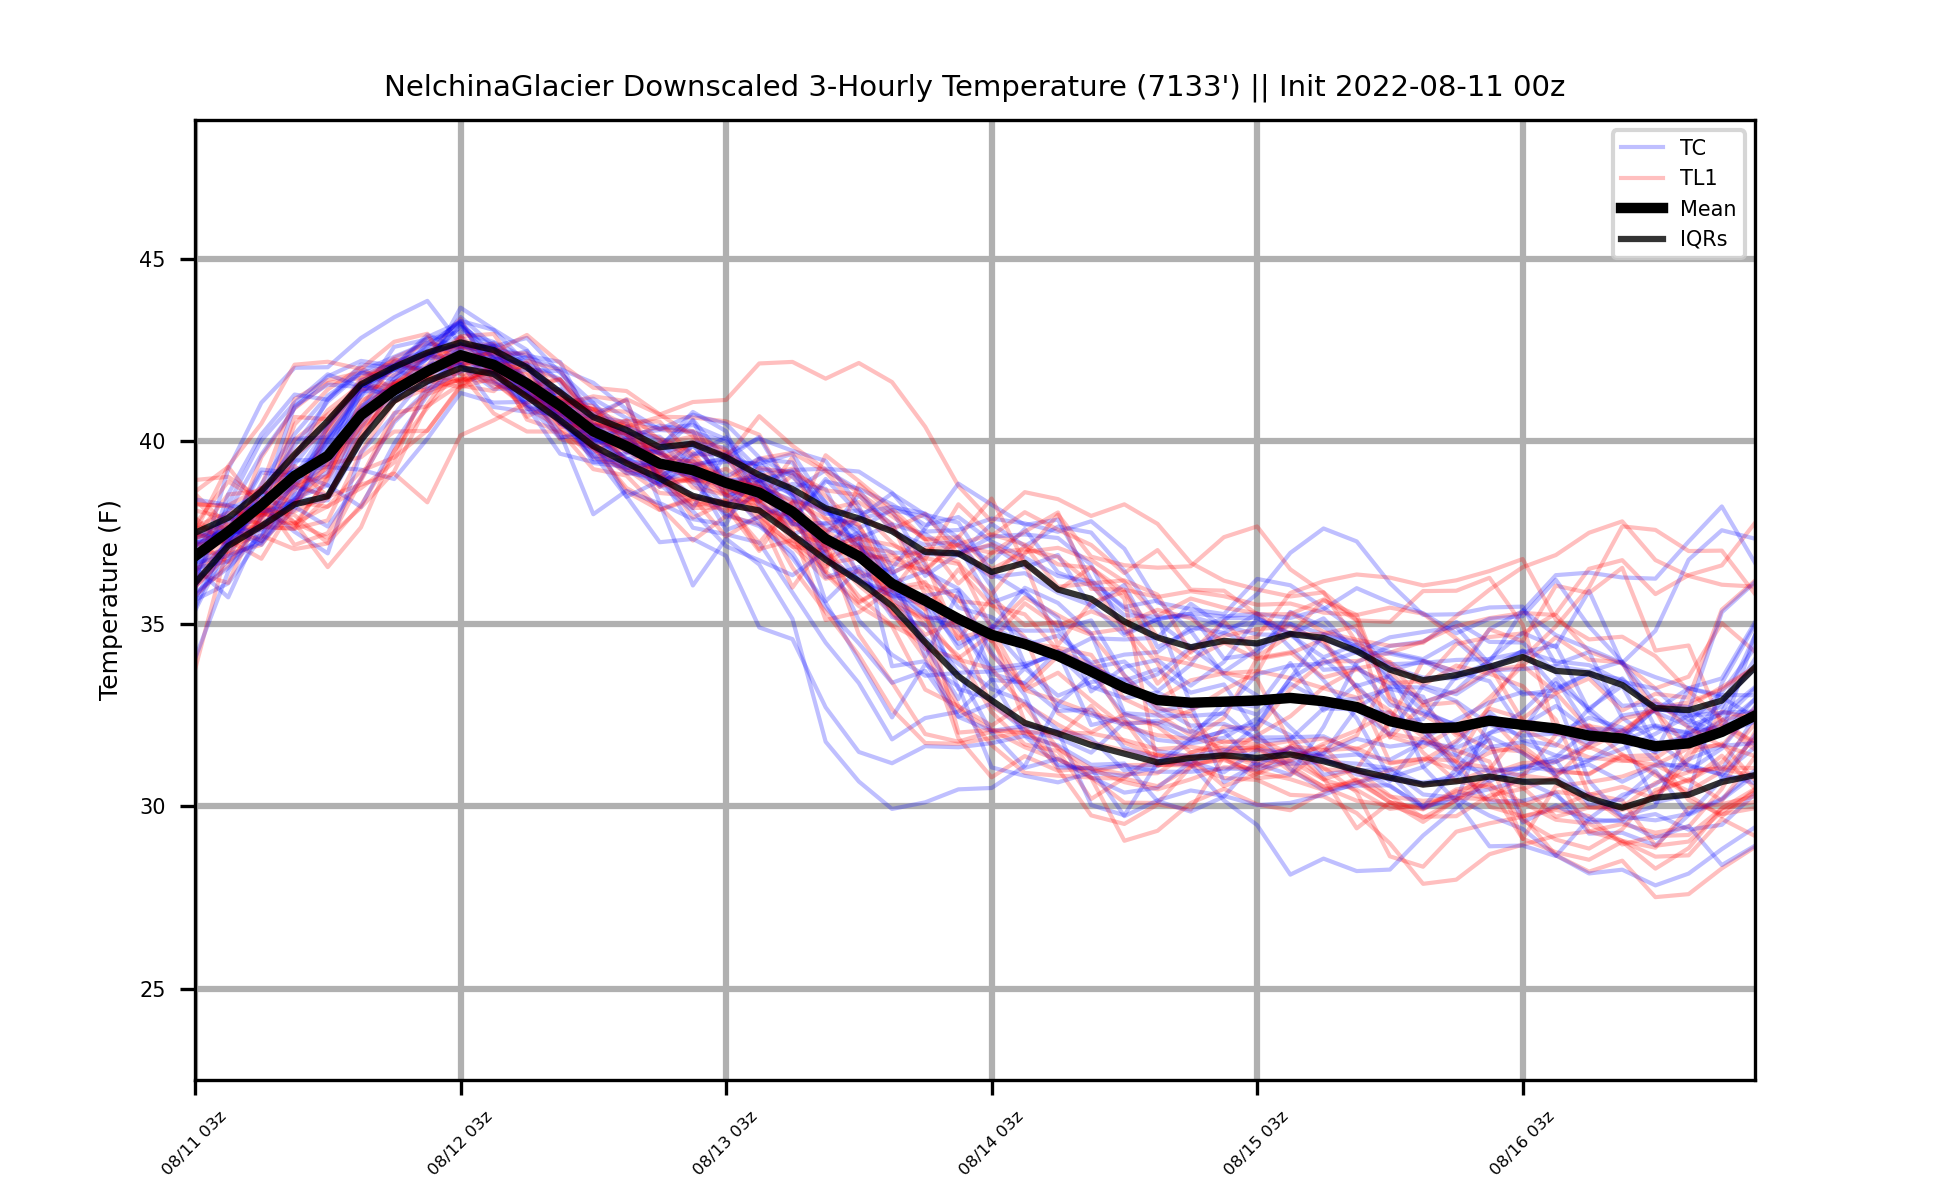 NelchinaGlacier Downscaled 3-Hourly Temperature (7133') || Init 2022-08-11 00z
TC
TL1
Mean
IQRs
Temperature (F)
45
40
35
30
25
08/11 03z
08/12 03z
08/13 03z
08/14 03z
08/15 03z
08/16 03z